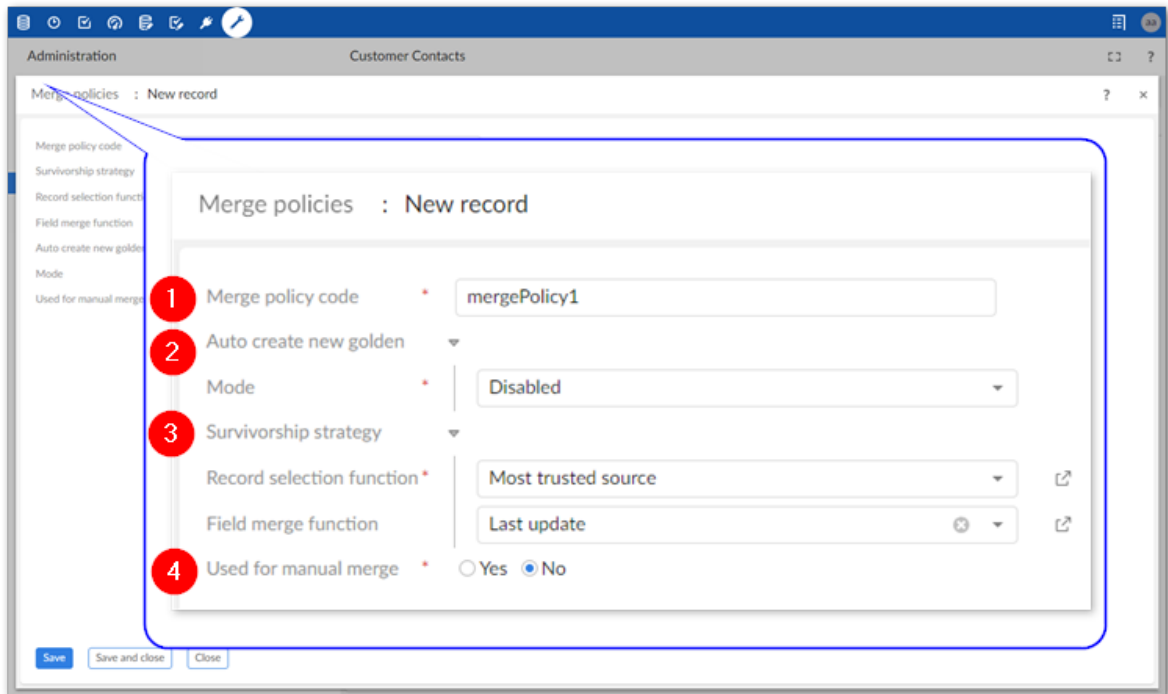 Administration
Customer Contacts
?
Merge policies : New record
? ×
Merge policy code
Survivorship strategy
Record selection functi
Field merge function
Auto create new golden
Mode
Used for manual merge
Merge policies : New record
1 Merge policy code * mergePolicy1
2 Auto create new golden
Mode * Disabled
3 Survivorship strategy
Record selection function * Most trusted source
Field merge function Last update
4 Used for manual merge * Yes No
Save Save and close Close